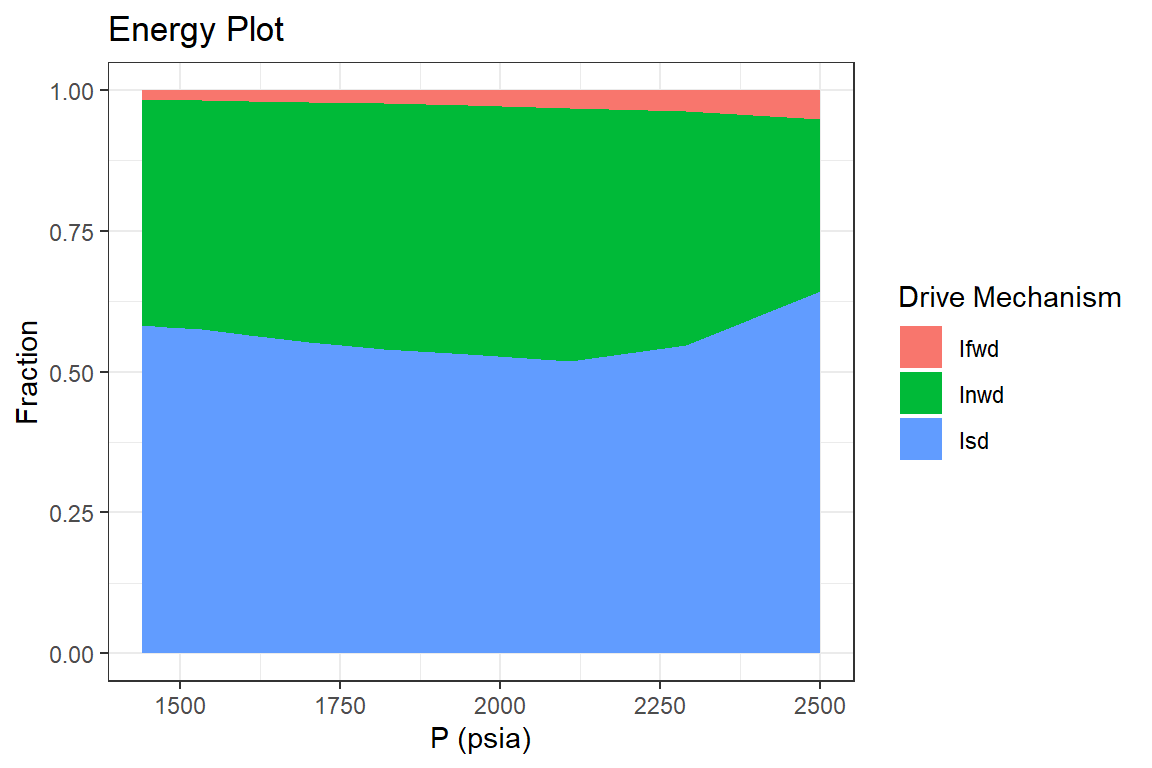 Energy Plot
1.00
0.75
0.50
0.25
0.00
Fraction
1500 1750 2000 2250 2500
P (psia)
Drive Mechanism
Ifwd
Inwd
Isd